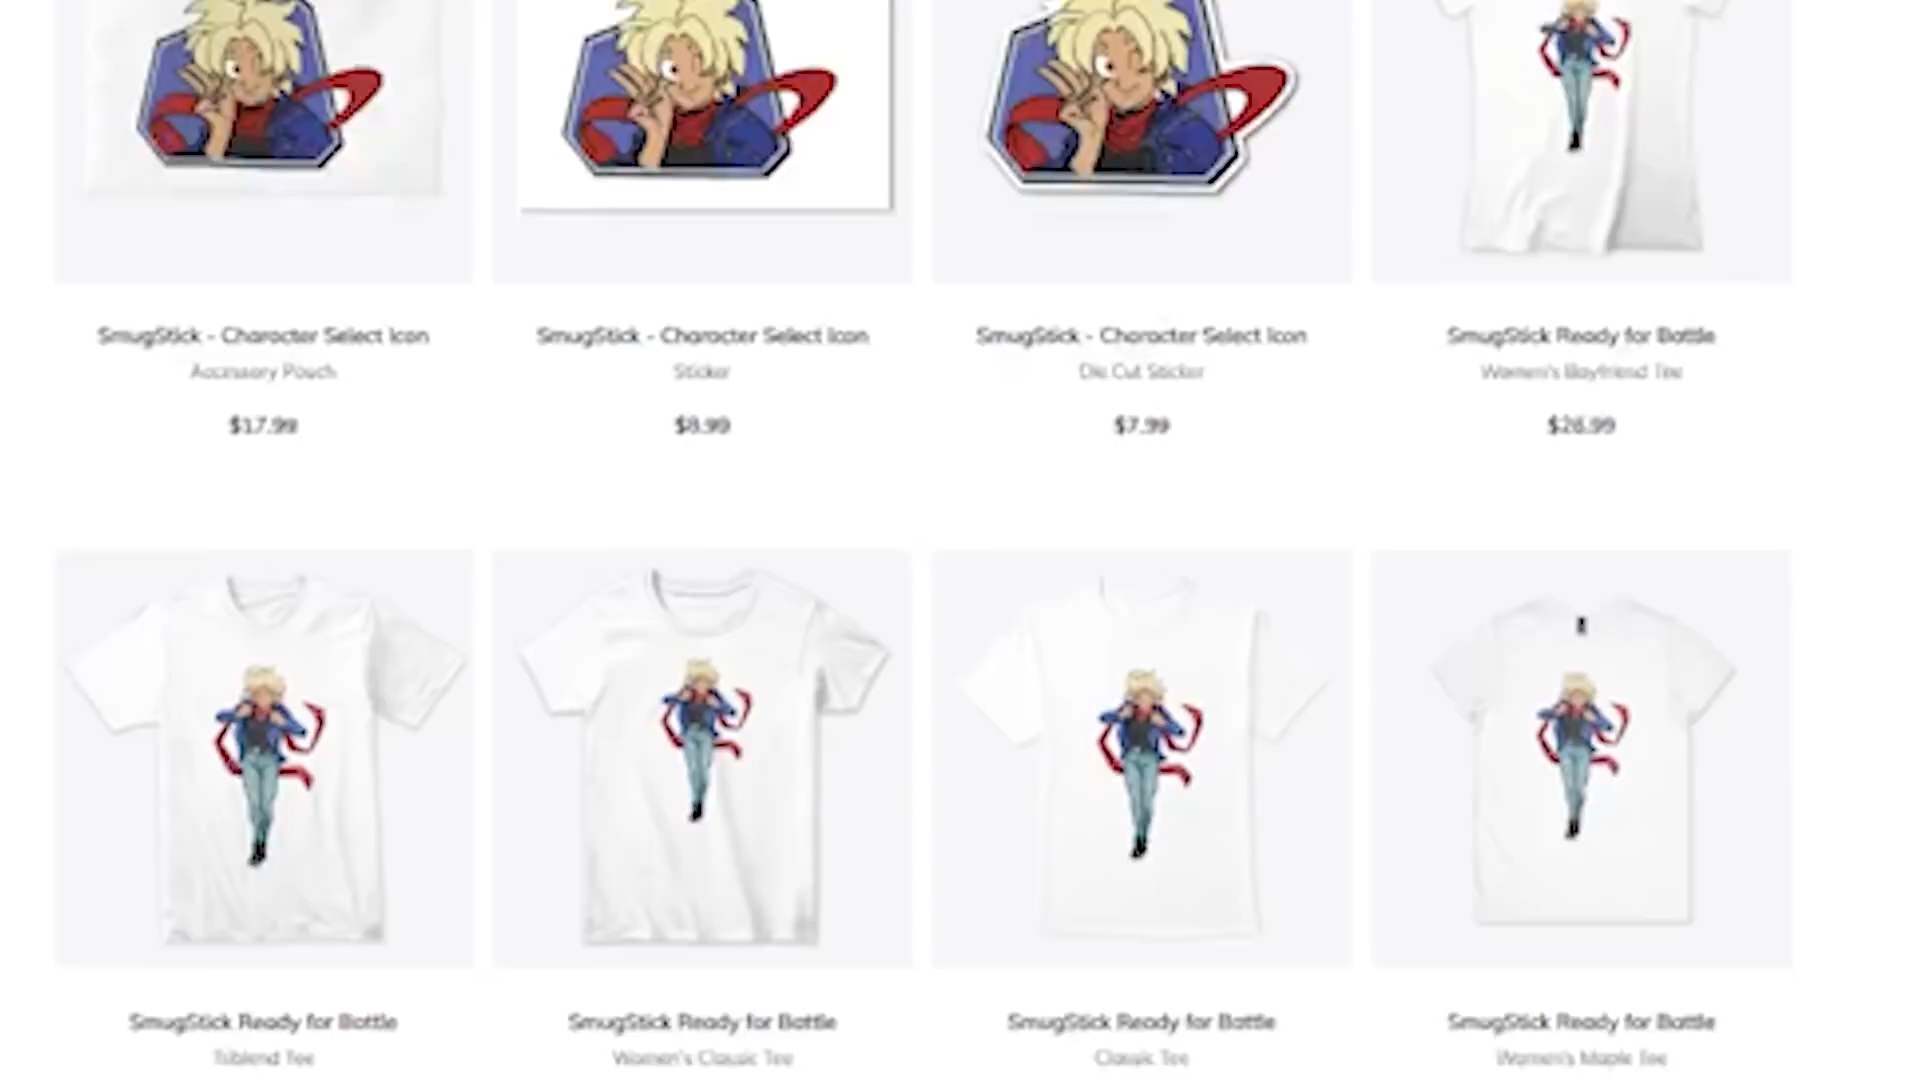 SmugStick - Character Select Icon
Accessory Pouch
$17.99
SmugStick - Character Select Icon
Sticker
$8.99
SmugStick - Character Select Icon
Die Cut Sticker
$7.99
SmugStick Ready for Battle
Women's Boyfriend Tee
$26.99
SmugStick Ready for Battle
Triblend Tee
SmugStick Ready for Battle
Women's Classic Tee
SmugStick Ready for Battle
Classic Tee
SmugStick Ready for Battle
Women's Maple Tee